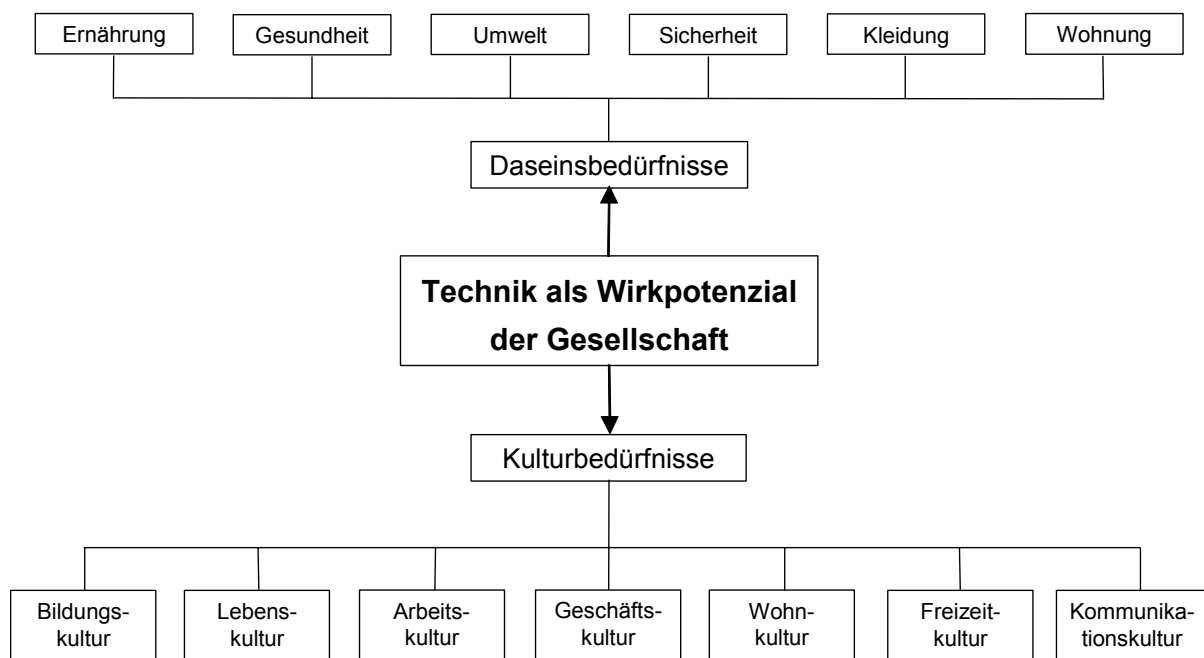 Ernährung
Gesundheit
Umwelt
Sicherheit
Kleidung
Wohnung
Daseinsbedürfnisse
Technik als Wirkpotenzial
der Gesellschaft
Kulturbedürfnisse
Bildungs-
kultur
Lebens-
kultur
Arbeits-
kultur
Geschäfts-
kultur
Wohn-
kultur
Freizeit-
kultur
Kommunika-
tionskultur